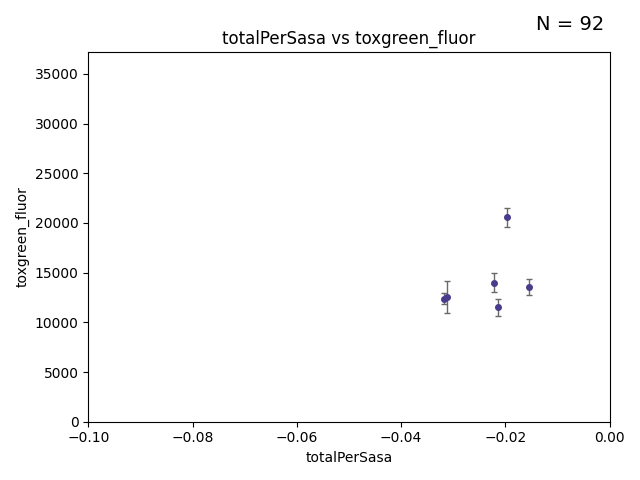 N = 92
totalPerSasa vs toxgreen_fluor
35000
30000
25000
20000
15000
10000
5000
0
toxgreen_fluor
−0.10 −0.08 −0.06 −0.04 −0.02 0.00
totalPerSasa